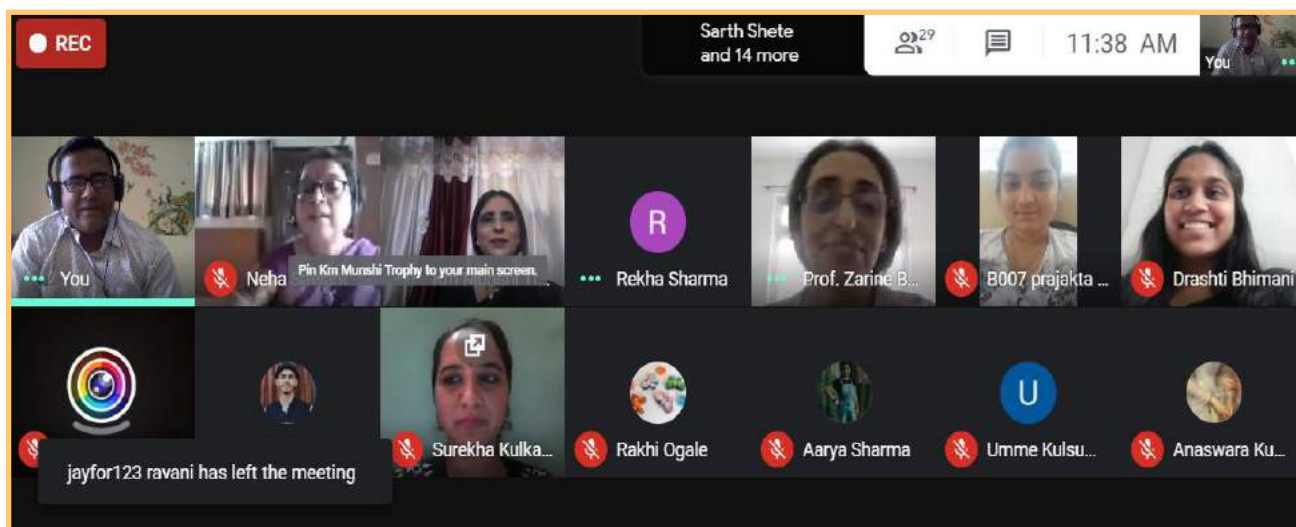 REC
Sarth Shete
and 14 more
29
11:38 AM
You
You
Neha
Pin Km Munshi Trophy to your main screen.
R
Rekha Sharma
Prof. Zarine B...
B007 prajakta ...
Drashti Bhimani
Surekha Kulka...
Rakhi Ogale
Aarya Sharma
U
Umme Kulsu...
Anaswara Ku...
jayfor123 ravani has left the meeting